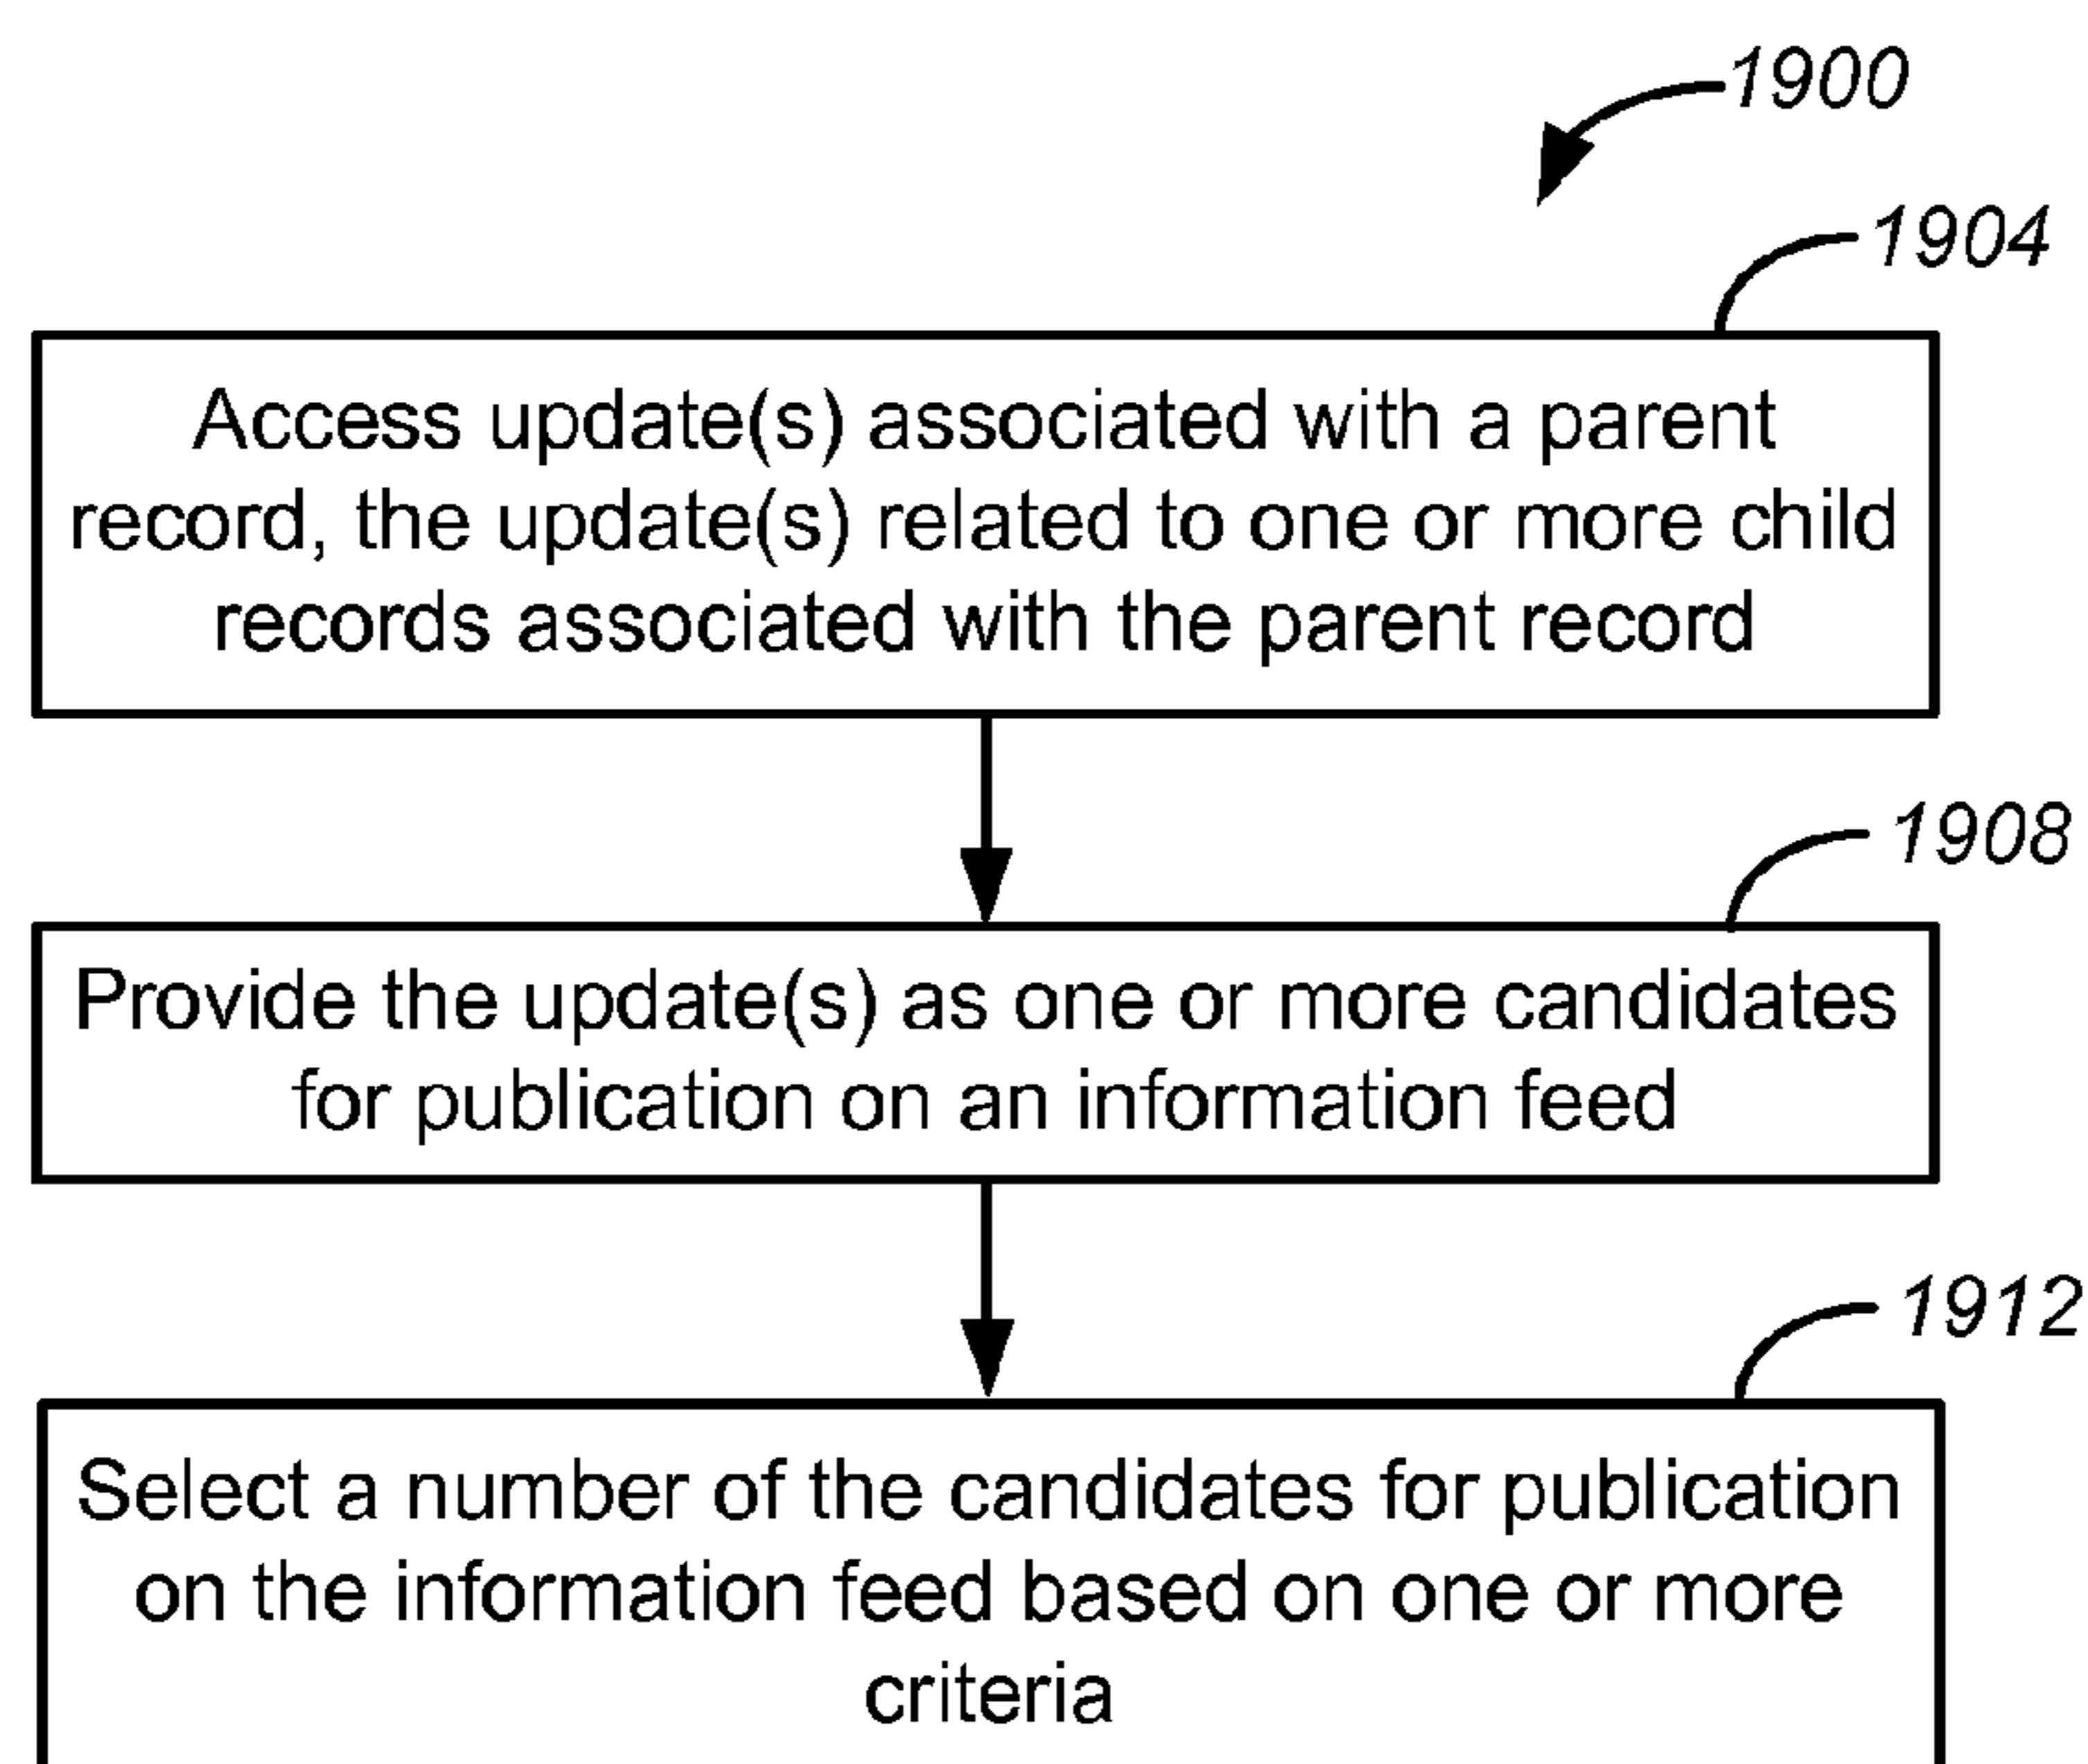 1900
1904
Access update(s) associated with a parent
record, the update(s) related to one or more child
records associated with the parent record
1908
Provide the update(s) as one or more candidates
for publication on an information feed
1912
Select a number of the candidates for publication
on the information feed based on one or more
criteria